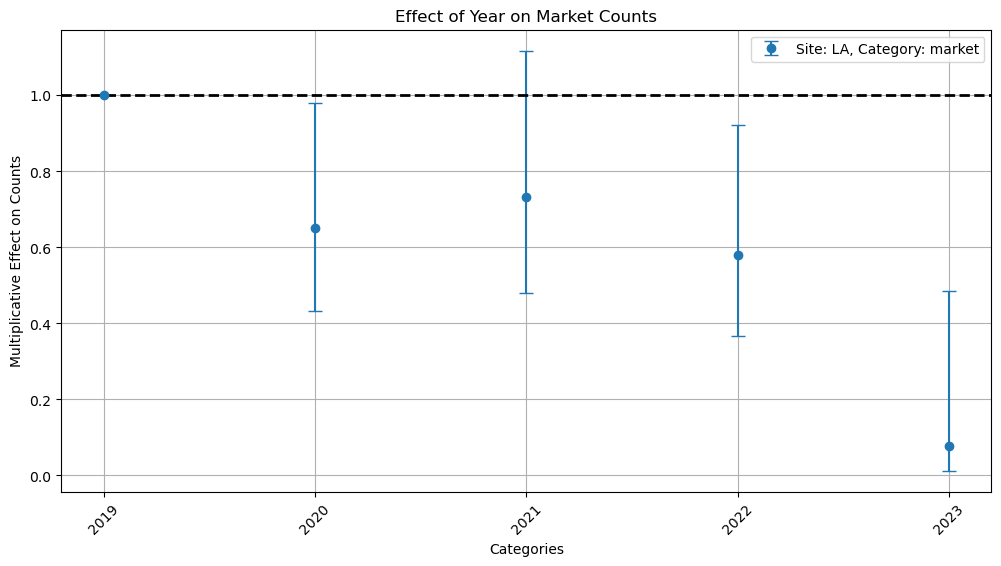 Effect of Year on Market Counts
Site: LA, Category: market
Multiplicative Effect on Counts
1.0
0.8
0.6
0.4
0.2
0.0
2019
2020
2021
2022
2023
Categories